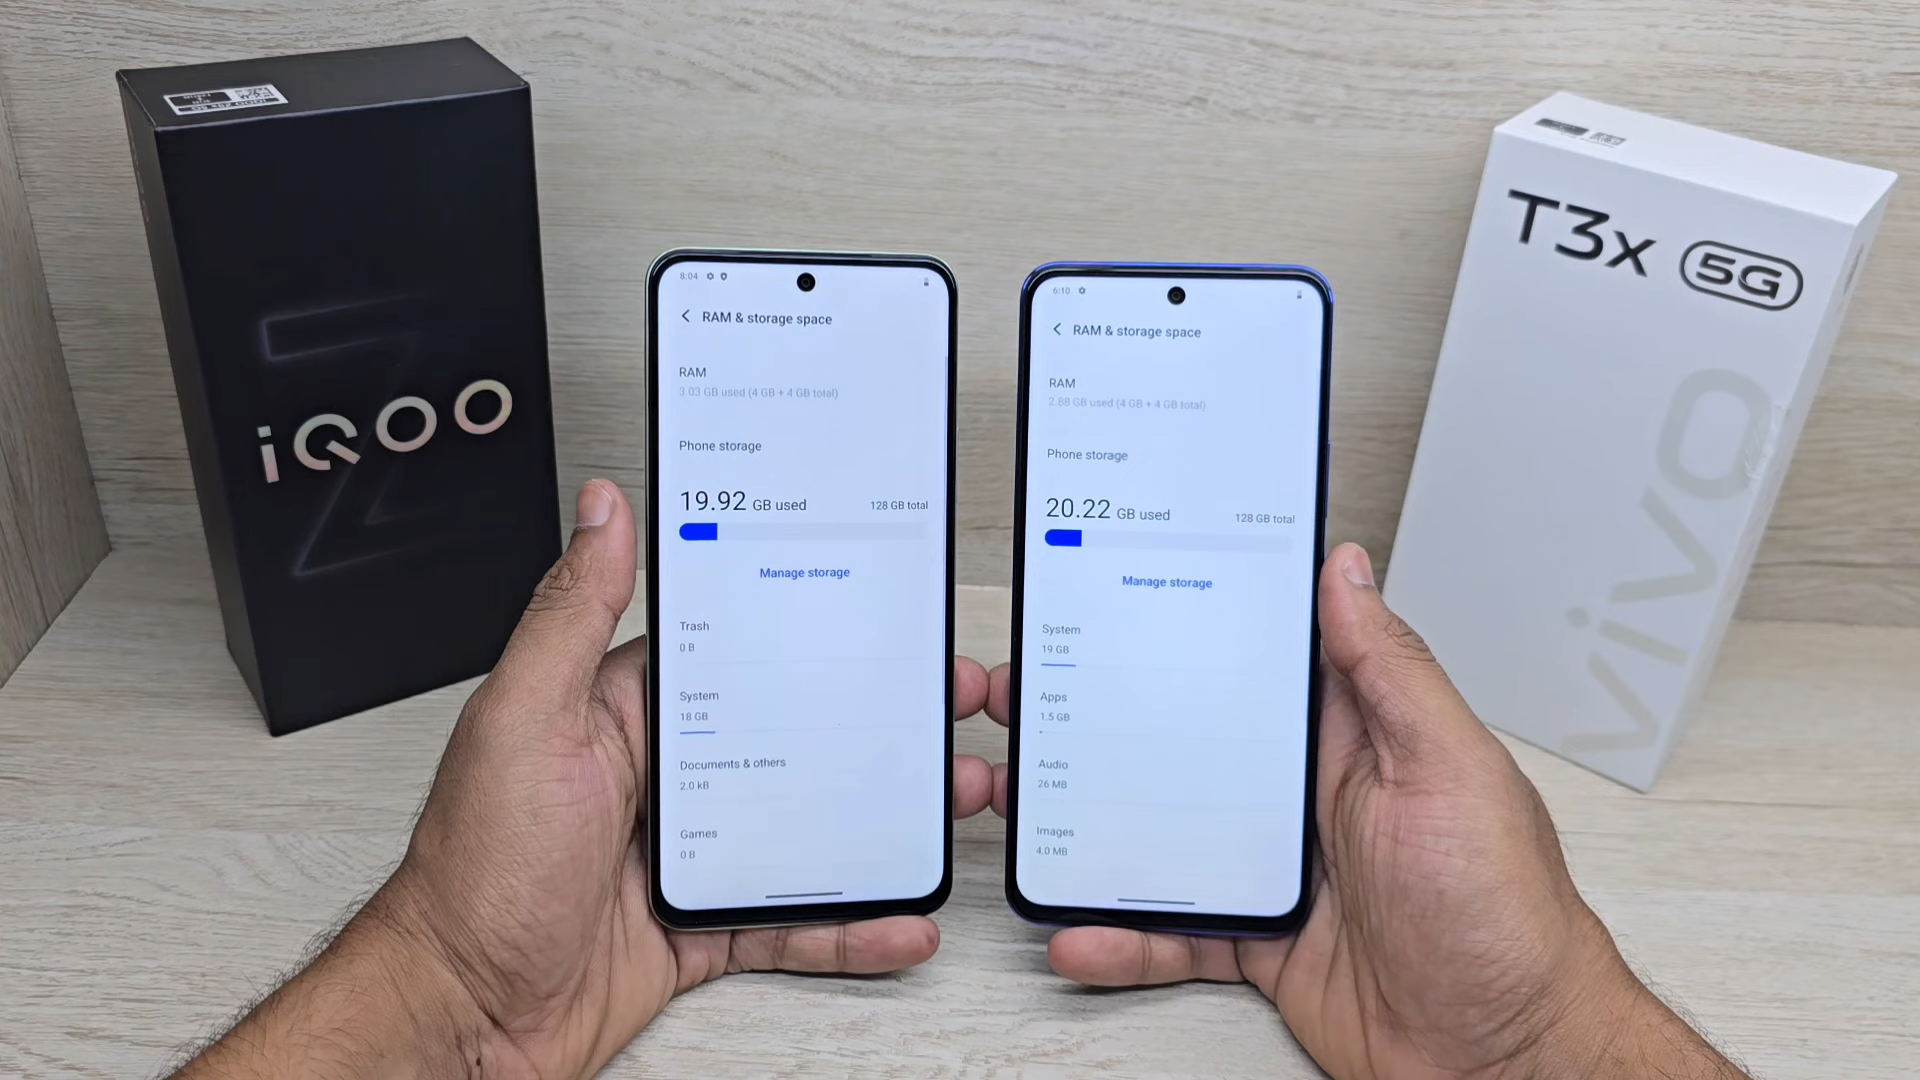 iQOO
8:04
RAM & storage space
RAM
3.03 GB used (4 GB + 4 GB total)
Phone storage
19.92 GB used
128 GB total
Manage storage
Trash
0 B
System
18 GB
Documents & others
2.0 kB
Games
0 B
6:10
RAM & storage space
RAM
2.88 GB used (4 GB + 4 GB total)
Phone storage
20.22 GB used
128 GB total
Manage storage
System
19 GB
Apps
1.5 GB
Audio
26 MB
Images
4.0 MB
T3x 5G
vivo